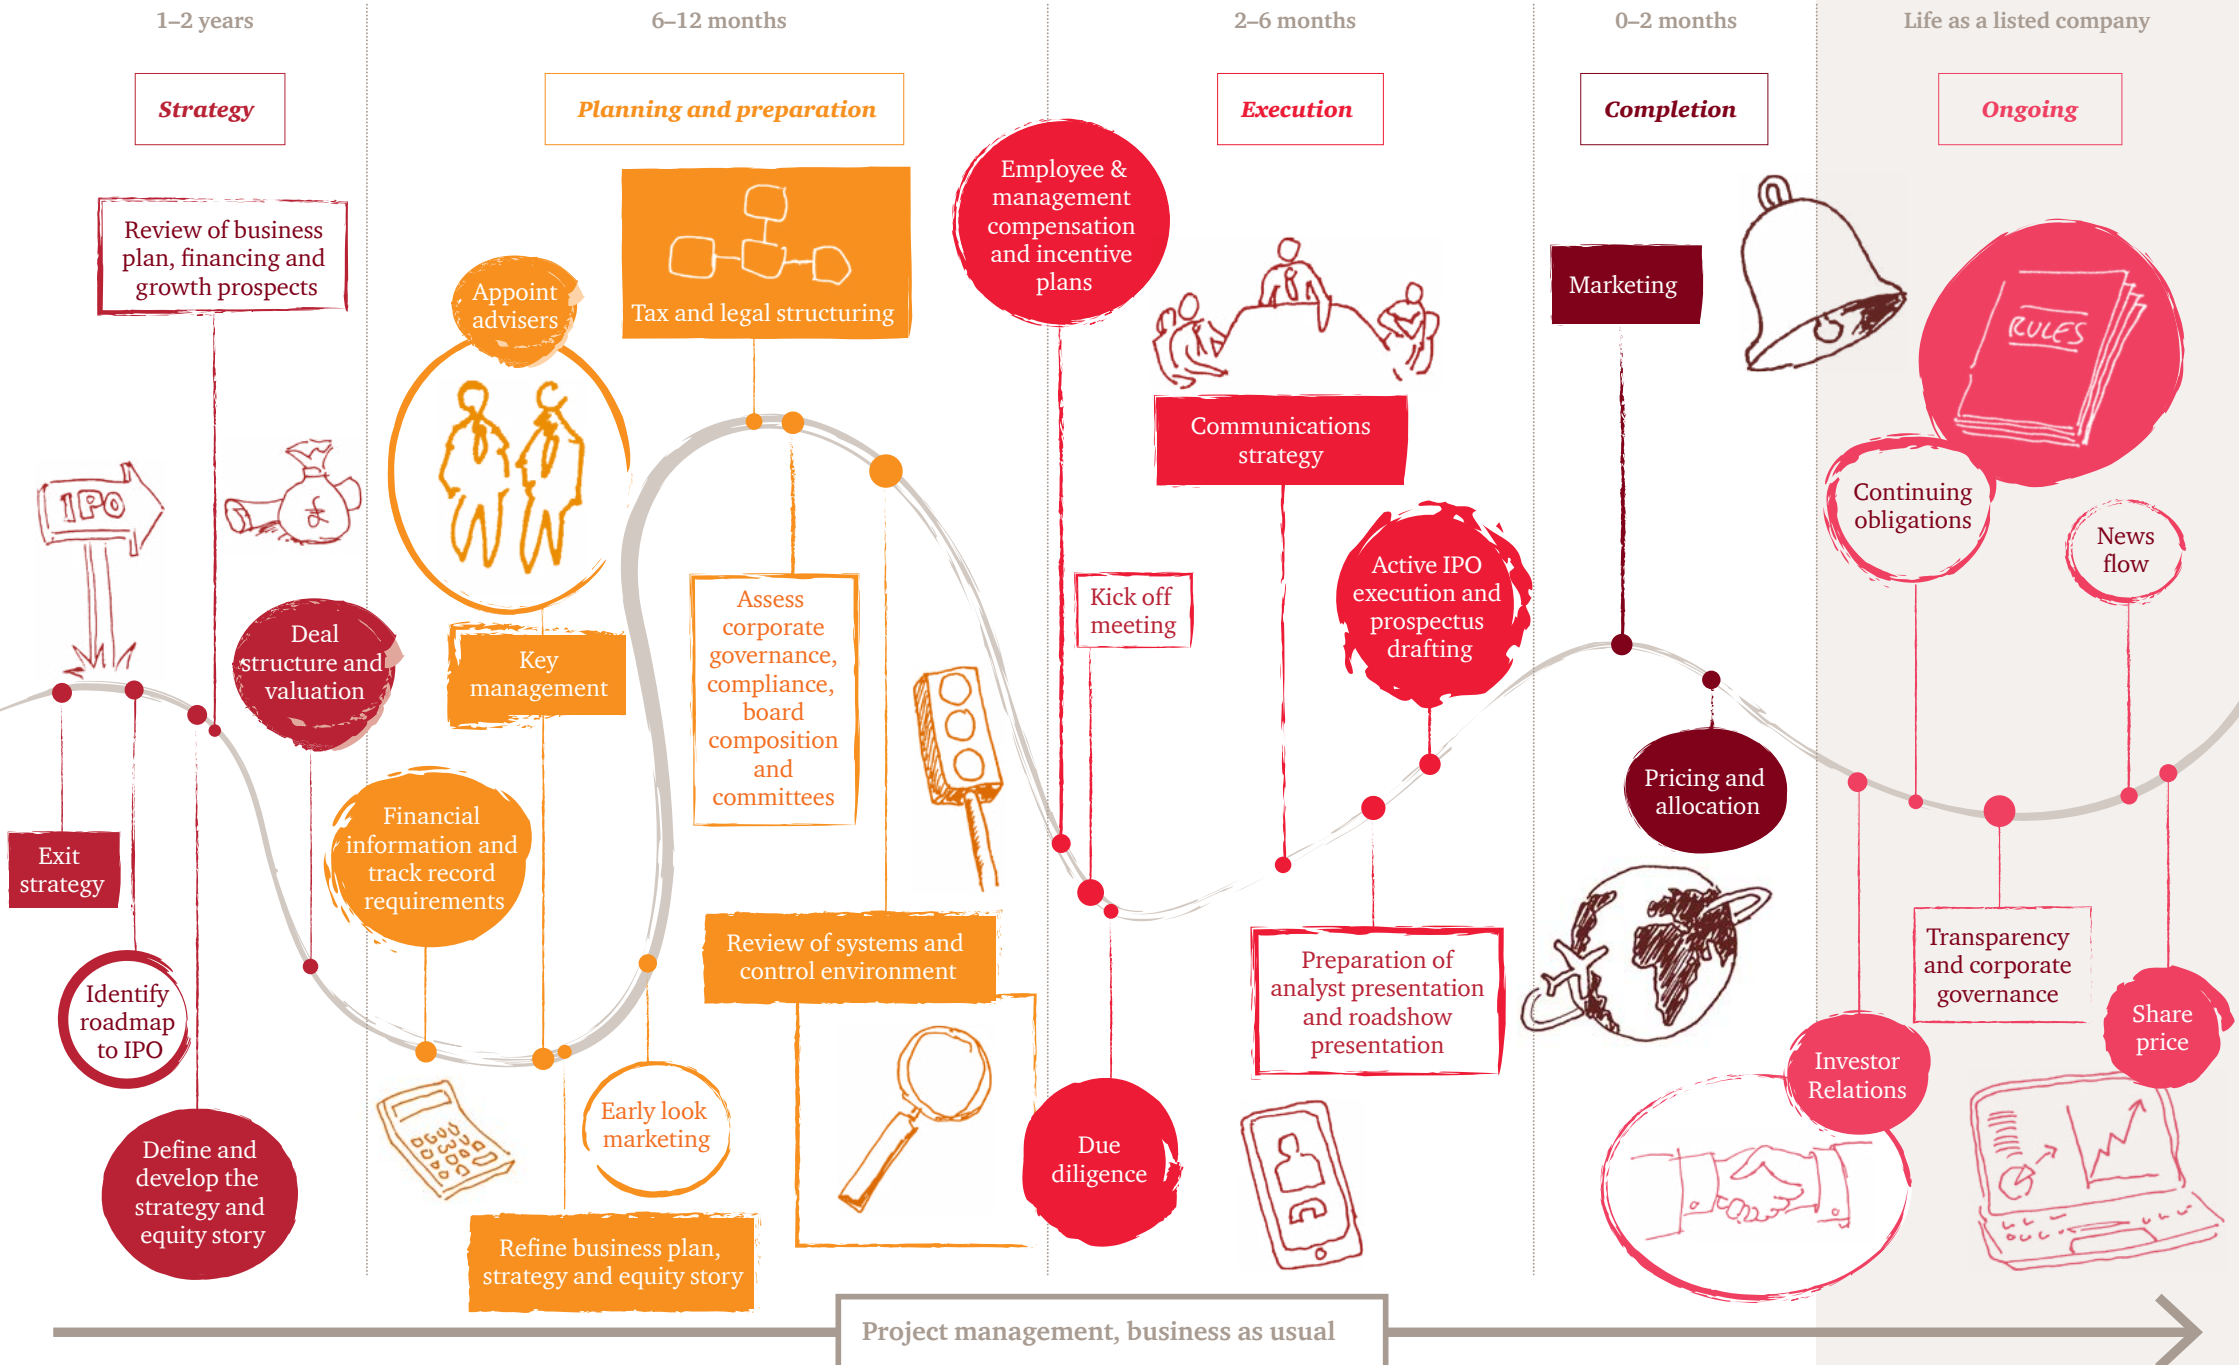 1–2 years
6–12 months
2–6 months
0–2 months
Life as a listed company
Strategy
Planning and preparation
Execution
Completion
Ongoing
Review of business
plan, financing and
growth prospects
IPO
£
Deal
structure and
valuation
Exit
strategy
Identify
roadmap
to IPO
Define and
develop the
strategy and
equity story
Appoint
advisers
Tax and legal structuring
Key
management
Financial
information and
track record
requirements
Assess
corporate
governance,
compliance,
board
composition
and
committees
Review of systems and
control environment
Early look
marketing
Refine business plan,
strategy and equity story
Employee &
management
compensation
and incentive
plans
Communications
strategy
Kick off
meeting
Active IPO
execution and
prospectus
drafting
Preparation of
analyst presentation
and roadshow
presentation
Due
diligence
Marketing
Pricing and
allocation
RULES
Continuing
obligations
News
flow
Transparency
and corporate
governance
Share
price
Investor
Relations
Project management, business as usual